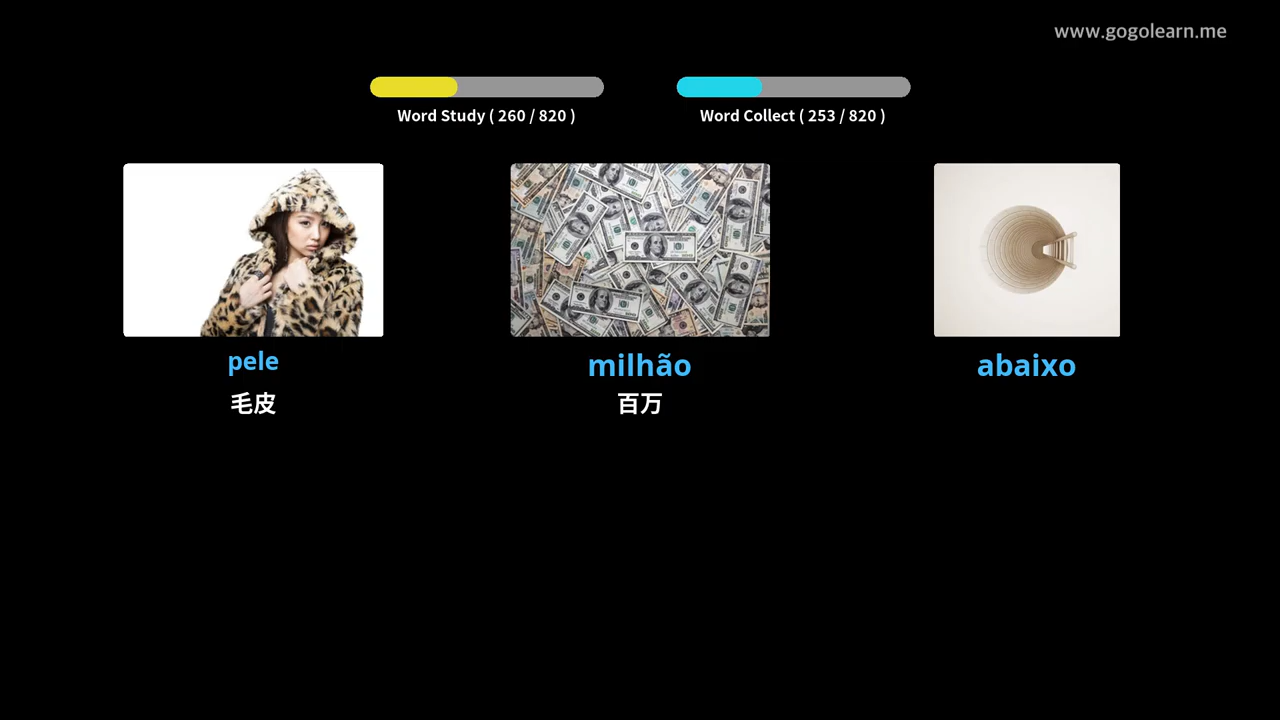 www.gogolearn.me
Word Study ( 260 / 820 )
Word Collect ( 253 / 820 )
pele
毛皮
milhão
百万
abaixo